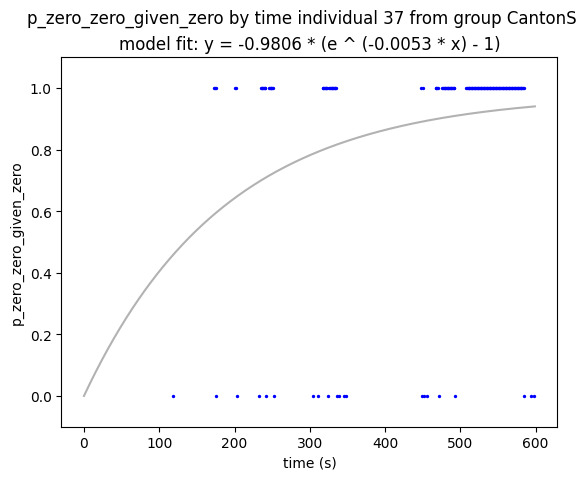 p_zero_zero_given_zero by time individual 37 from group CantonS
model fit: y = -0.9806 * (e ^ (-0.0053 * x) - 1)
p_zero_zero_given_zero
1.0
0.8
0.6
0.4
0.2
0.0
0 100 200 300 400 500 600
time (s)